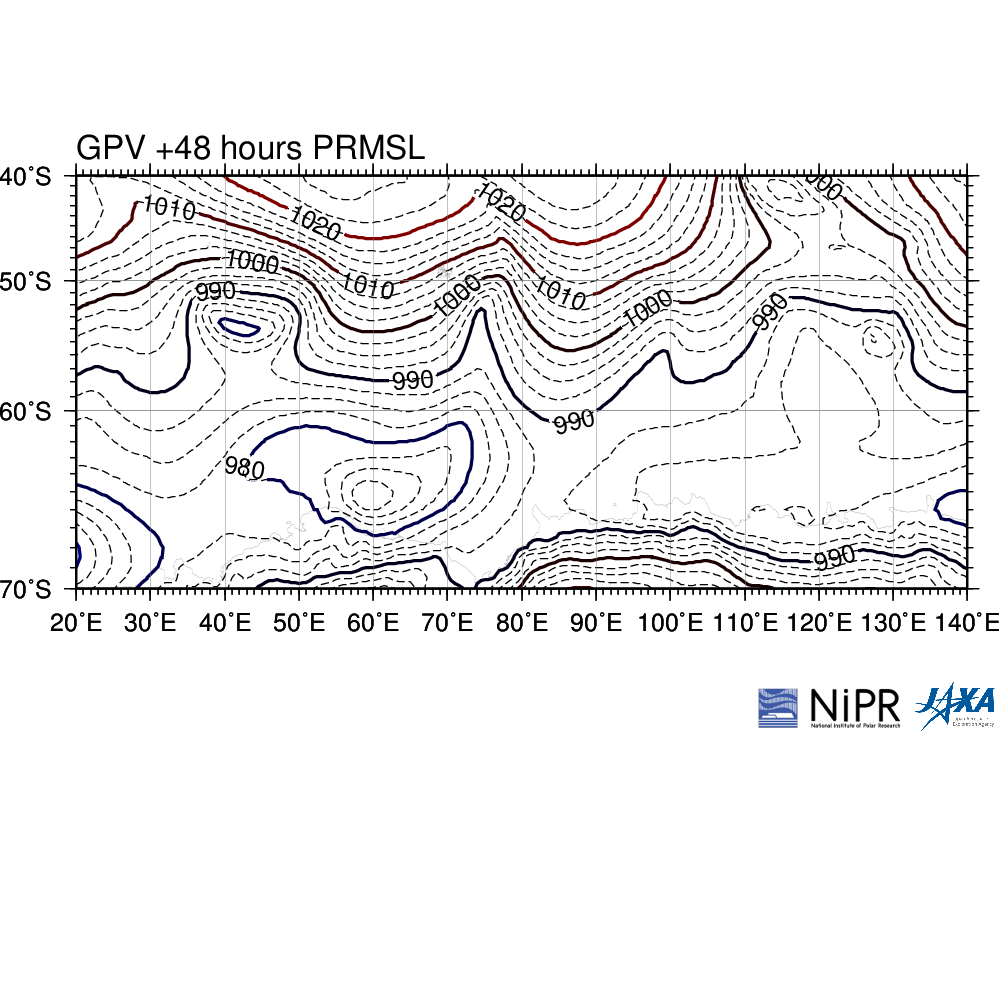 GPV +48 hours PRMSL
40˚S
50˚S
60˚S
70˚S
1010
1020
1020
000
1000
990
1010
1000
1010
1000
990
990
990
980
990
20˚E 30˚E 40˚E 50˚E 60˚E 70˚E 80˚E 90˚E 100˚E 110˚E 120˚E 130˚E 140˚E
NiPR
National Institute of Polar Research
JAXA
Japan Aerospace
Exploration Agency